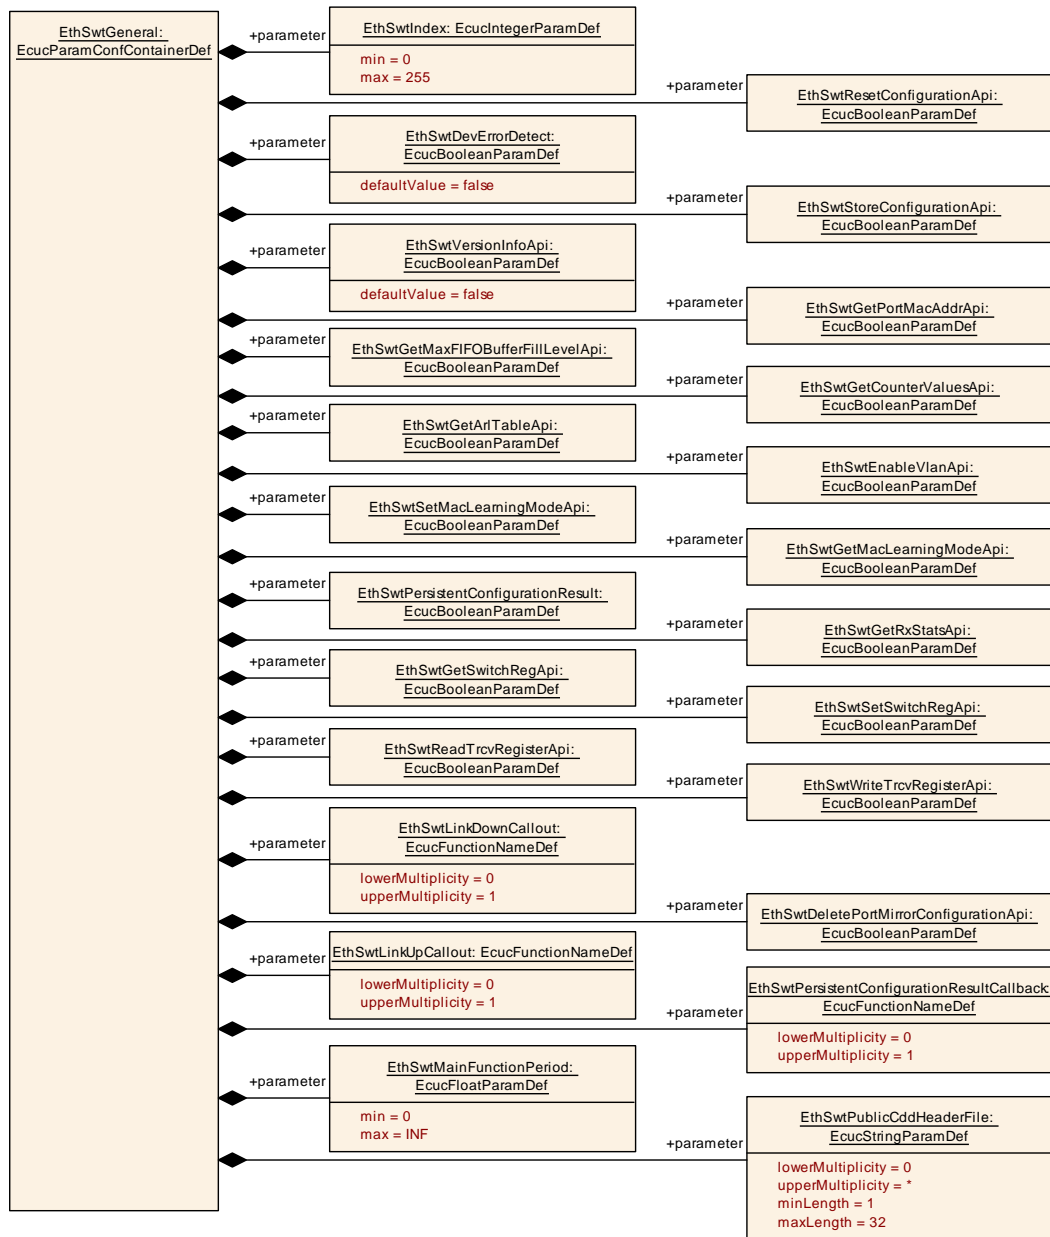 EthSwtGeneral:
EcucParamConfContainerDef
+parameter
EthSwtIndex: EcucIntegerParamDef
min = 0
max = 255
+parameter
EthSwtResetConfigurationApi:
EcucBooleanParamDef
+parameter
EthSwtDevErrorDetect:
EcucBooleanParamDef
defaultValue = false
+parameter
EthSwtStoreConfigurationApi:
EcucBooleanParamDef
+parameter
EthSwtVersionInfoApi:
EcucBooleanParamDef
defaultValue = false
+parameter
EthSwtGetPortMacAddrApi:
EcucBooleanParamDef
+parameter
EthSwtGetMaxFIFOBufferFillLevelApi:
EcucBooleanParamDef
+parameter
EthSwtGetCounterValuesApi:
EcucBooleanParamDef
+parameter
EthSwtGetArlTableApi:
EcucBooleanParamDef
+parameter
EthSwtEnableVlanApi:
EcucBooleanParamDef
+parameter
EthSwtSetMacLearningModeApi:
EcucBooleanParamDef
+parameter
EthSwtGetMacLearningModeApi:
EcucBooleanParamDef
+parameter
EthSwtPersistentConfigurationResult:
EcucBooleanParamDef
+parameter
EthSwtGetRxStatsApi:
EcucBooleanParamDef
+parameter
EthSwtGetSwitchRegApi:
EcucBooleanParamDef
+parameter
EthSwtSetSwitchRegApi:
EcucBooleanParamDef
+parameter
EthSwtReadTrcvRegisterApi:
EcucBooleanParamDef
+parameter
EthSwtWriteTrcvRegisterApi:
EcucBooleanParamDef
+parameter
EthSwtLinkDownCallout:
EcucFunctionNameDef
lowerMultiplicity = 0
upperMultiplicity = 1
+parameter
EthSwtDeletePortMirrorConfigurationApi:
EcucBooleanParamDef
+parameter
EthSwtLinkUpCallout: EcucFunctionNameDef
lowerMultiplicity = 0
upperMultiplicity = 1
+parameter
EthSwtPersistentConfigurationResultCallback:
EcucFunctionNameDef
lowerMultiplicity = 0
upperMultiplicity = 1
+parameter
EthSwtMainFunctionPeriod:
EcucFloatParamDef
min = 0
max = INF
+parameter
EthSwtPublicCddHeaderFile:
EcucStringParamDef
lowerMultiplicity = 0
upperMultiplicity = *
minLength = 1
maxLength = 32